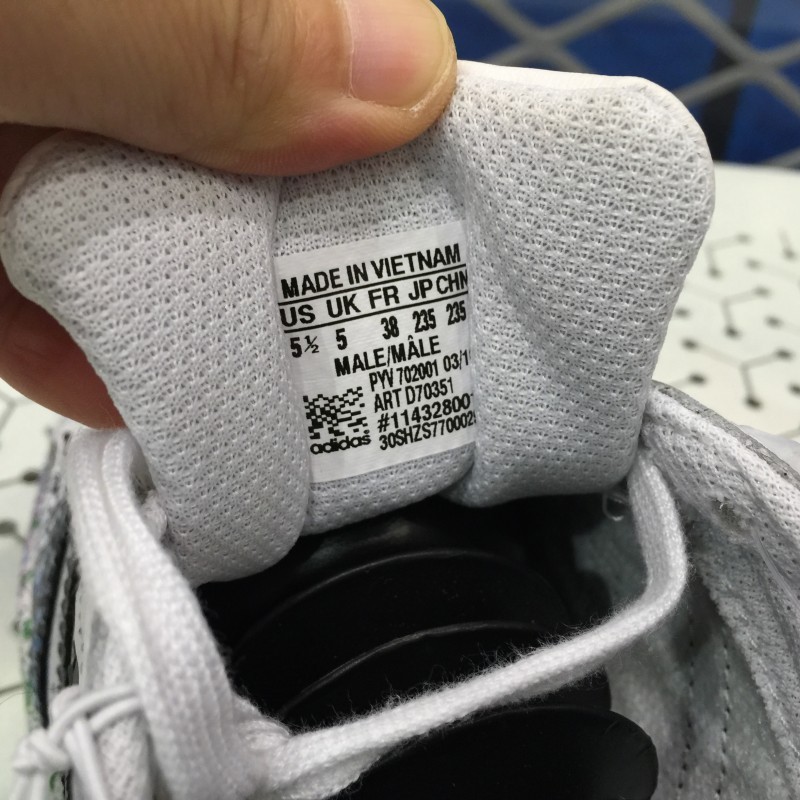 MADE IN VIETNAM
US UK FR JP CHN
5½ 5 38 235 235
MALE/MÂLE
PYV 702001 03/1
ART D70351
#11432800
adidas 30SHZS770002